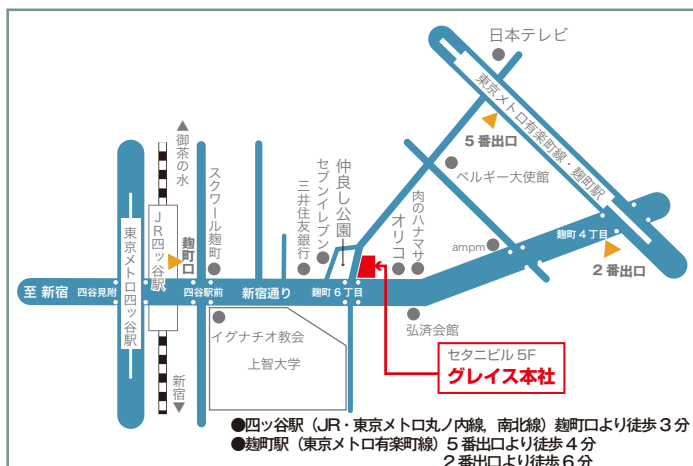 日本テレビ
東京メトロ有楽町線・麹町駅
5番出口
▲御茶の水
スクワール麹町
三井住友銀行
セブンイレブン
仲良し公園
肉のハナマサ
オリコ
ベルギー大使館
ampm
麹町4丁目
2番出口
JR四ッ谷駅
麹町口
東京メトロ四ッ谷駅
至 新宿
四谷見附
四谷駅前
新宿通り
麹町6丁目
弘済会館
イグナチオ教会
上智大学
新宿▼
セタニビル 5F
グレイス本社
●四ッ谷駅（JR・東京メトロ丸ノ内線，南北線）麹町口より徒歩3分
●麹町駅（東京メトロ有楽町線）5番出口より徒歩4分
2番出口より徒歩6分